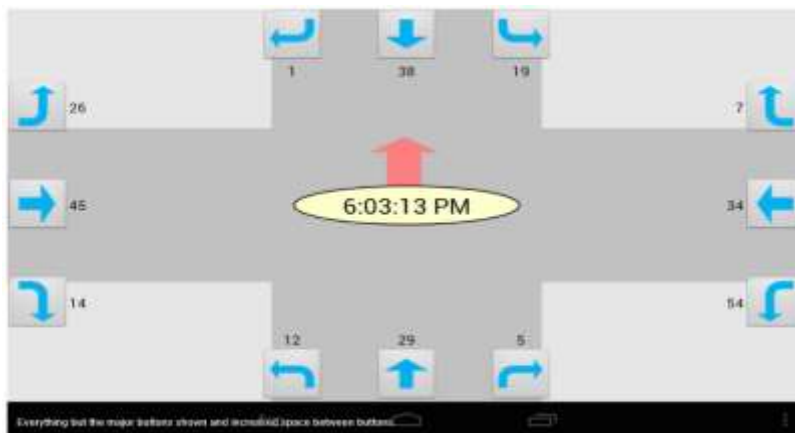 1 38 19
26 7
6:03:13 PM
45 34
14 54
12 29 5
Everything but the major buttons shown and increased space between buttons.